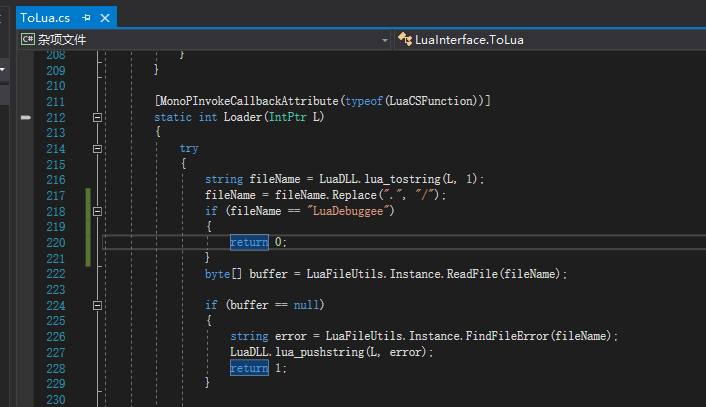 ToLua.cs
C# 杂项文件
LuaInterface.ToLua
208 }
209 }
210
211 [MonoPInvokeCallbackAttribute(typeof(LuaCSFunction))]
212 static int Loader(IntPtr L)
213 {
214 try
215 {
216 string fileName = LuaDLL.lua_tostring(L, 1);
217 fileName = fileName.Replace(".", "/");
218 if (fileName == "LuaDebuggee")
219 {
220 return 0;
221 }
222 byte[] buffer = LuaFileUtils.Instance.ReadFile(fileName);
223
224 if (buffer == null)
225 {
226 string error = LuaFileUtils.Instance.FindFileError(fileName);
227 LuaDLL.lua_pushstring(L, error);
228 return 1;
229 }
230